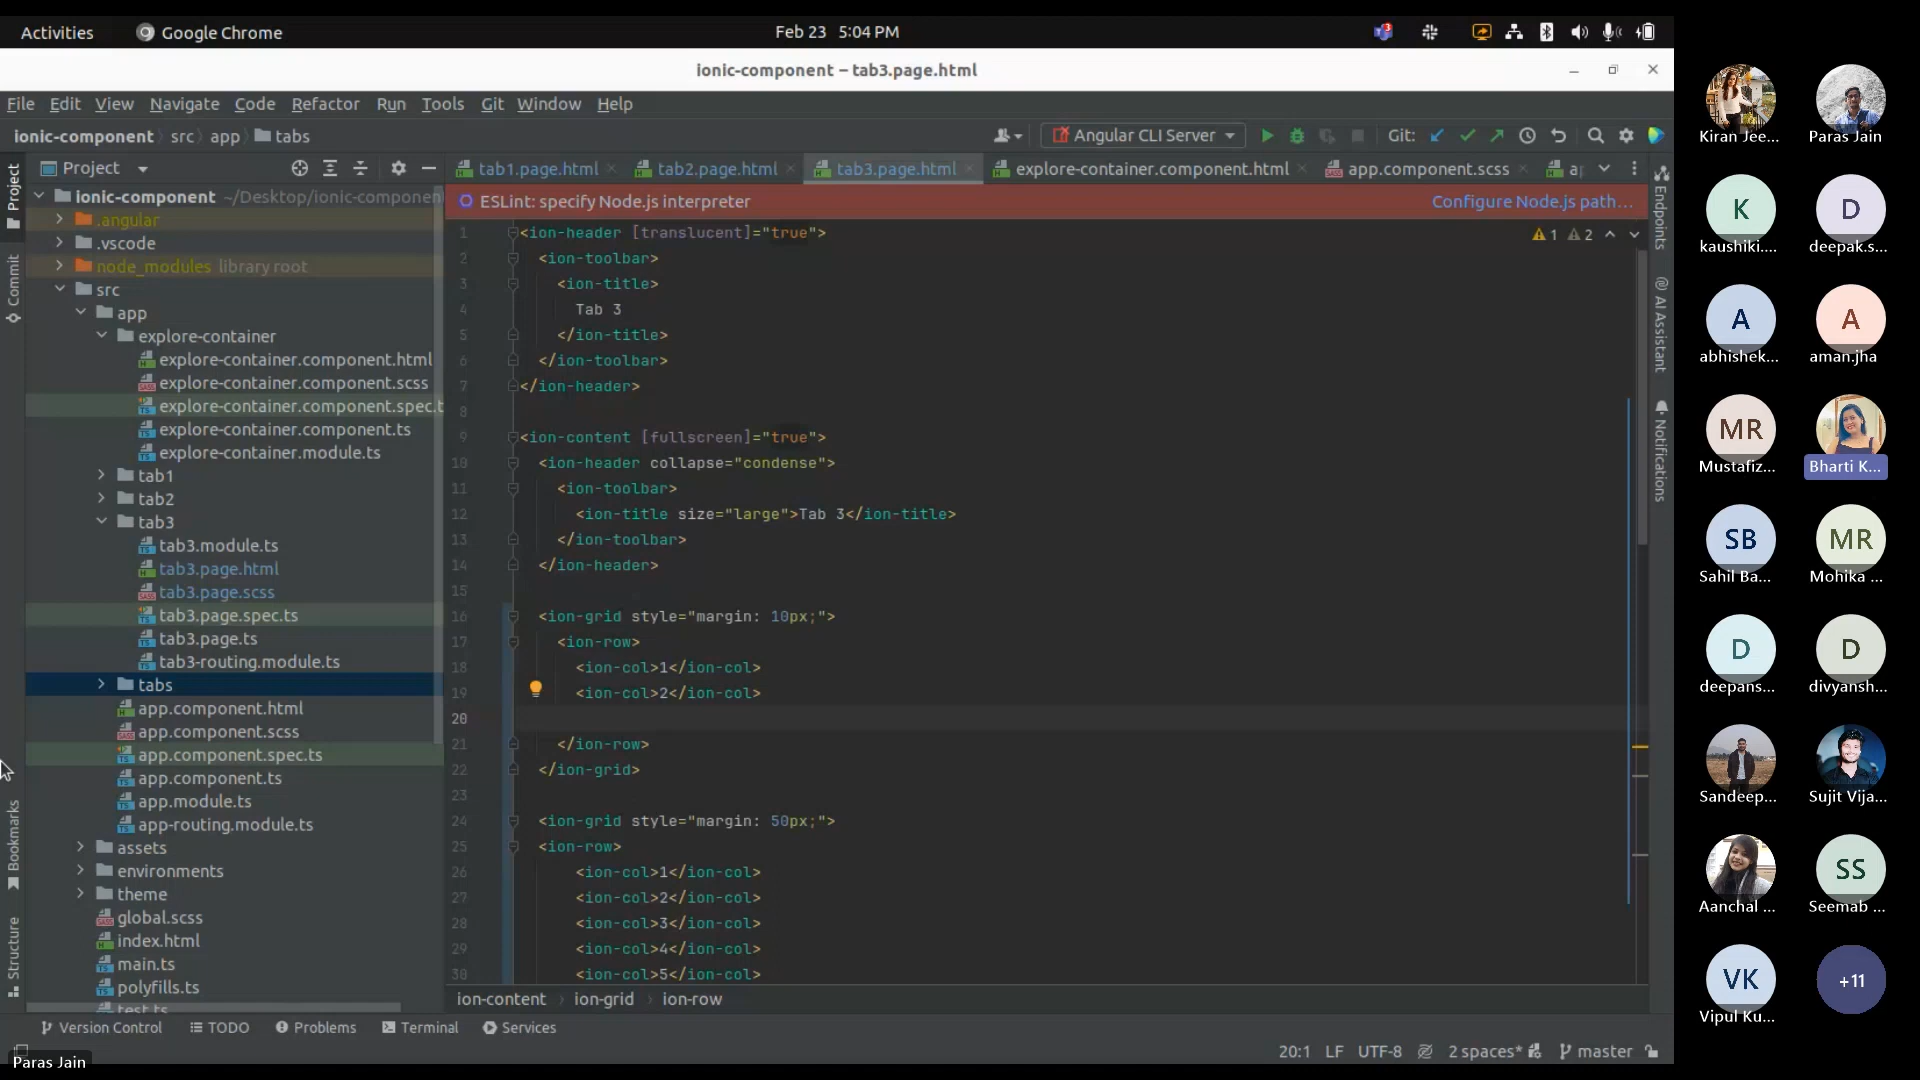 Activities
Google Chrome
Feb 23 5:04 PM
3
ionic-component – tab3.page.html
File Edit View Navigate Code Refactor Run Tools Git Window Help
ionic-component src app tabs
Angular CLI Server
Git:
Project
tab1.page.html
tab2.page.html
tab3.page.html
explore-container.component.html
app.component.scss
ESLint: specify Node.js interpreter
Configure Node.js path...
Project
Commit
Bookmarks
Structure
ionic-component ~/Desktop/ionic-componen
.angular
.vscode
node_modules library root
src
app
explore-container
explore-container.component.html
explore-container.component.scss
explore-container.component.spec.t
explore-container.component.ts
explore-container.module.ts
tab1
tab2
tab3
tab3.module.ts
tab3.page.html
tab3.page.scss
tab3.page.spec.ts
tab3.page.ts
tab3-routing.module.ts
tabs
app.component.html
app.component.scss
app.component.spec.ts
app.component.ts
app.module.ts
app-routing.module.ts
assets
environments
theme
global.scss
index.html
main.ts
polyfills.ts
test.ts
1 <ion-header [translucent]="true">
2 <ion-toolbar>
3 <ion-title>
4 Tab 3
5 </ion-title>
6 </ion-toolbar>
7 </ion-header>
8
9 <ion-content [fullscreen]="true">
10 <ion-header collapse="condense">
11 <ion-toolbar>
12 <ion-title size="large">Tab 3</ion-title>
13 </ion-toolbar>
14 </ion-header>
15
16 <ion-grid style="margin: 10px;">
17 <ion-row>
18 <ion-col>1</ion-col>
19 <ion-col>2</ion-col>
20
21 </ion-row>
22 </ion-grid>
23
24 <ion-grid style="margin: 50px;">
25 <ion-row>
26 <ion-col>1</ion-col>
27 <ion-col>2</ion-col>
28 <ion-col>3</ion-col>
29 <ion-col>4</ion-col>
30 <ion-col>5</ion-col>
1 2
Endpoints
AI Assistant
Notifications
ion-content ion-grid ion-row
Version Control TODO Problems Terminal Services
20:1 LF UTF-8 2 spaces* master
Paras Jain
Kiran Jee...
Paras Jain
K
kaushiki....
D
deepak.s...
A
abhishek...
A
aman.jha
MR
Mustafiz...
Bharti K...
SB
Sahil Ba...
MR
Mohika ...
D
deepans...
D
divyansh...
Sandeep...
Sujit Vija...
Aanchal ...
SS
Seemab ...
VK
Vipul Ku...
+11